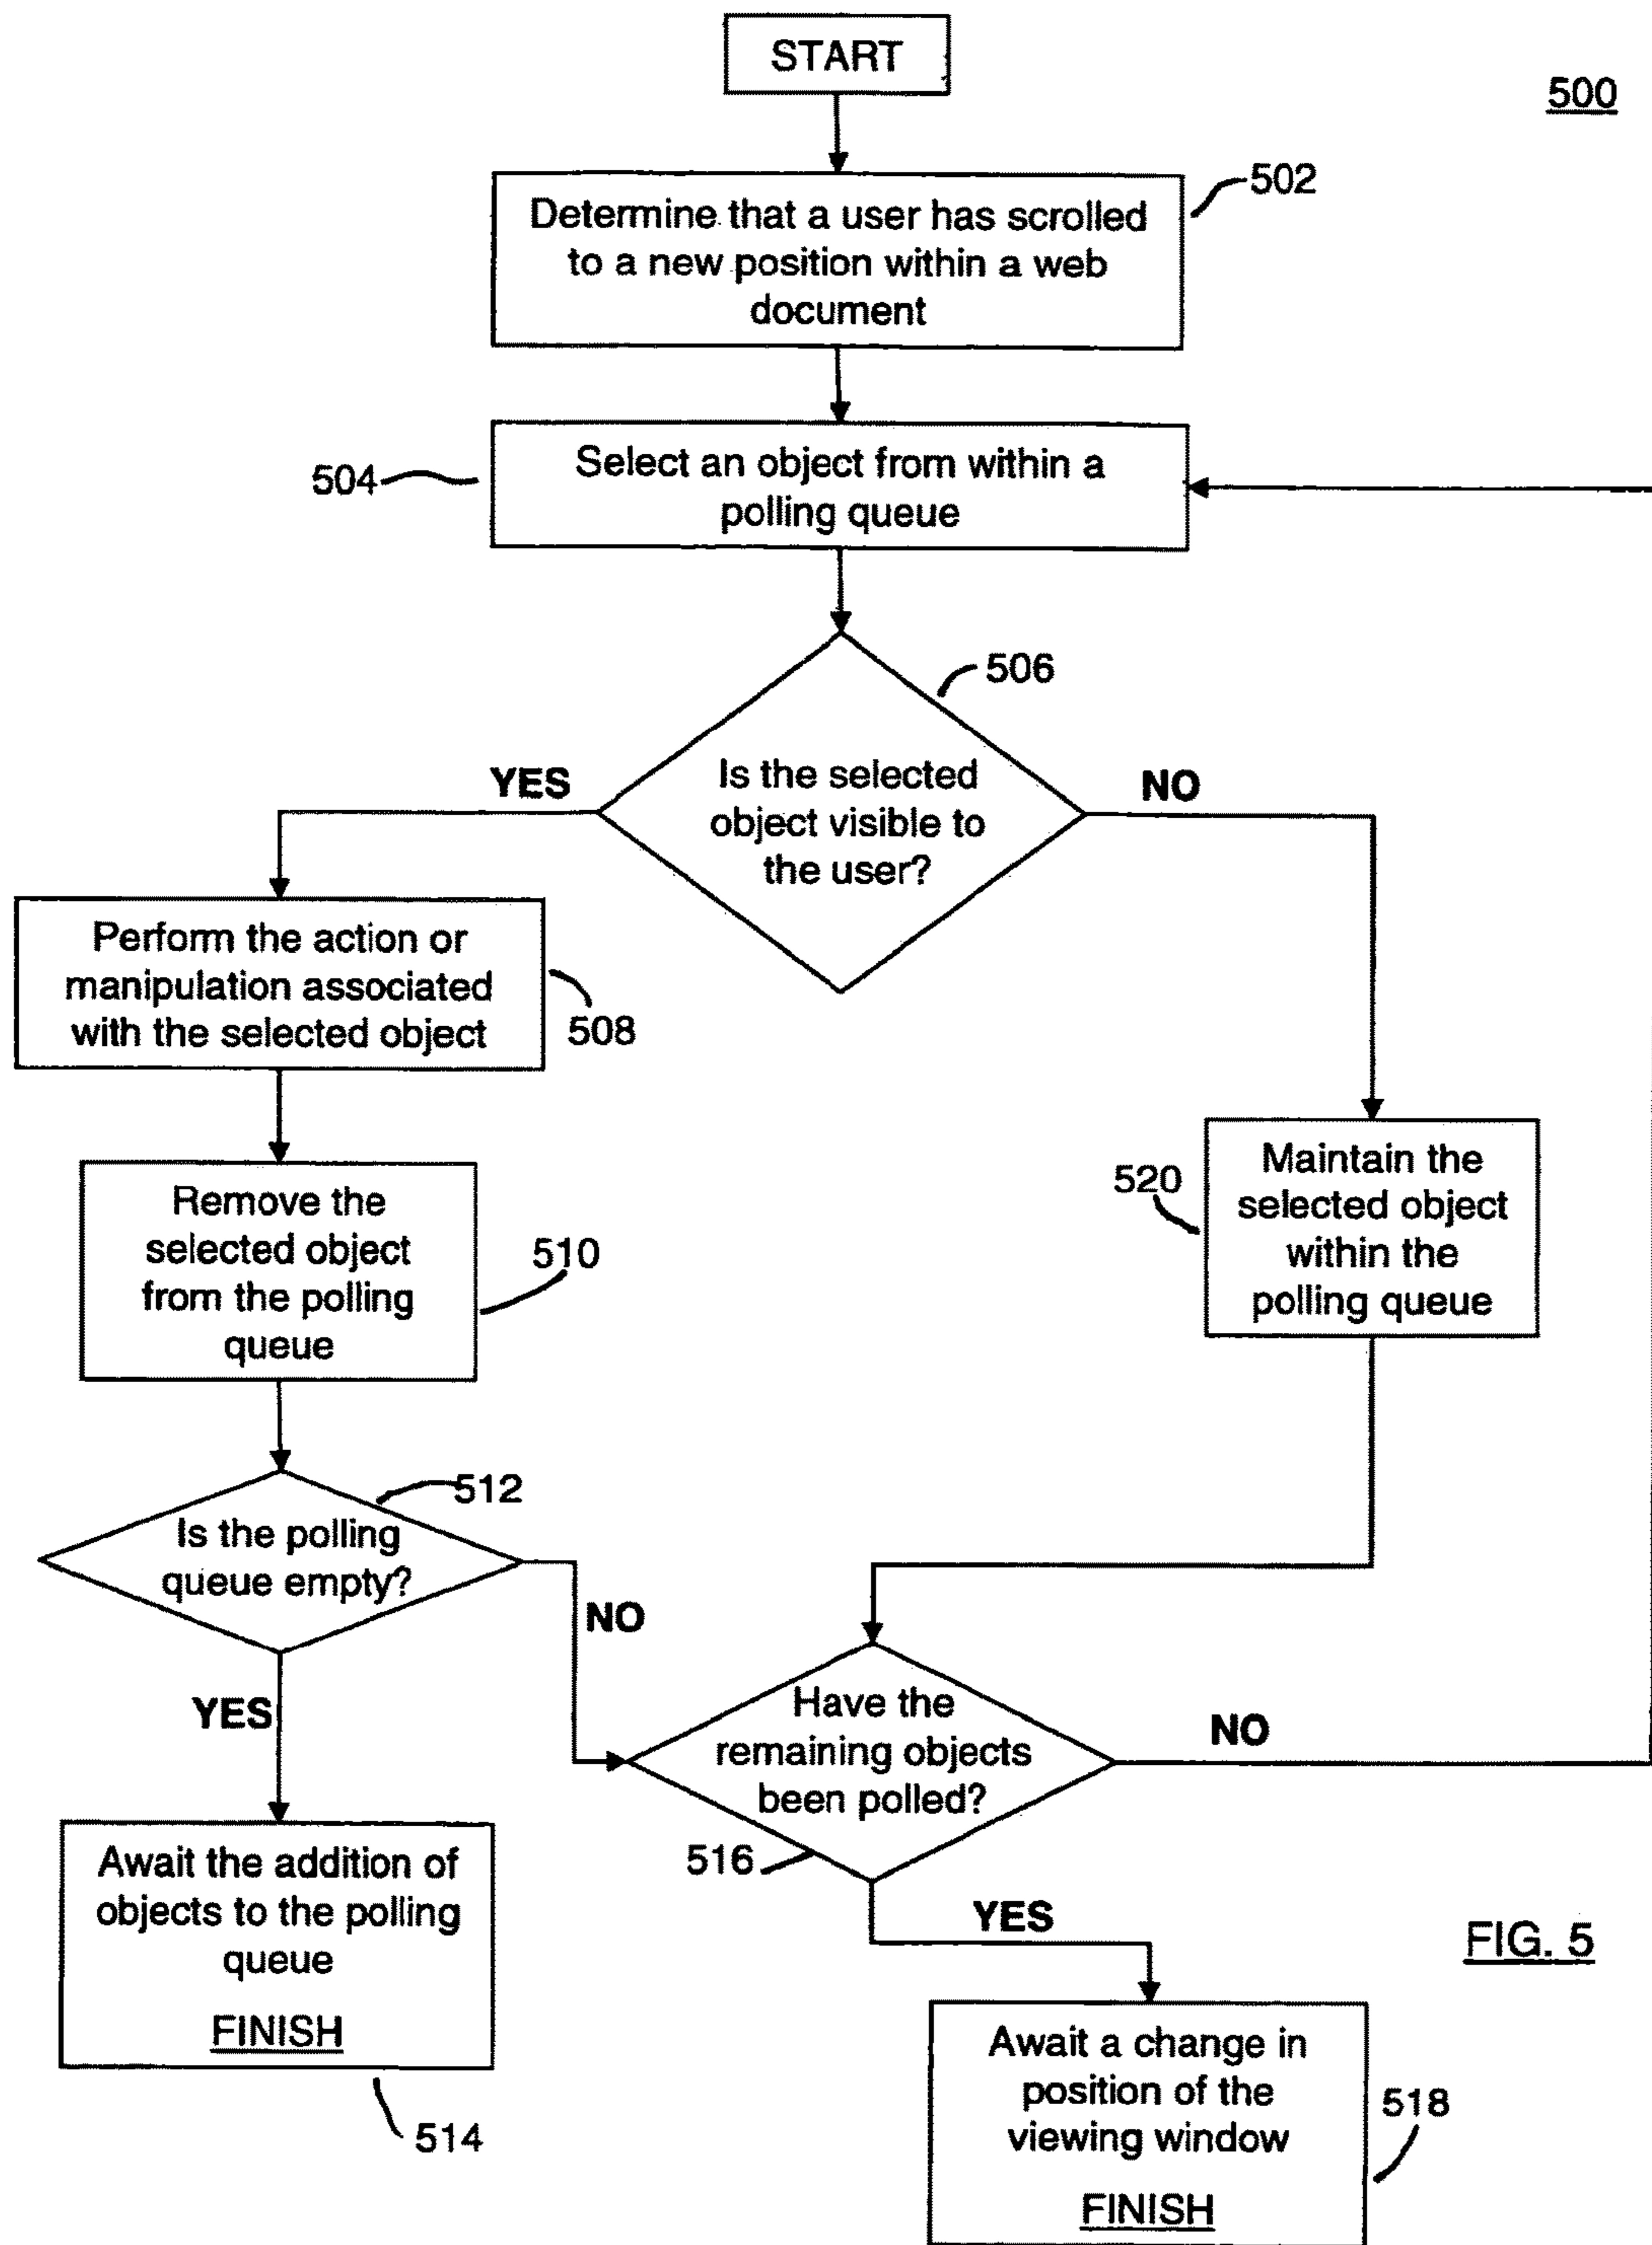 START
500
502
Determine that a user has scrolled
to a new position within a web
document
504
Select an object from within a
polling queue
506
Is the selected
object visible to
the user?
YES
NO
Perform the action or
manipulation associated
with the selected object
508
Remove the
selected object
from the polling
queue
510
520
Maintain the
selected object
within the
polling queue
512
Is the polling
queue empty?
NO
YES
Have the
remaining objects
been polled?
NO
516
YES
Await the addition of
objects to the polling
queue
FINISH
514
FIG. 5
Await a change in
position of the
viewing window
FINISH
518